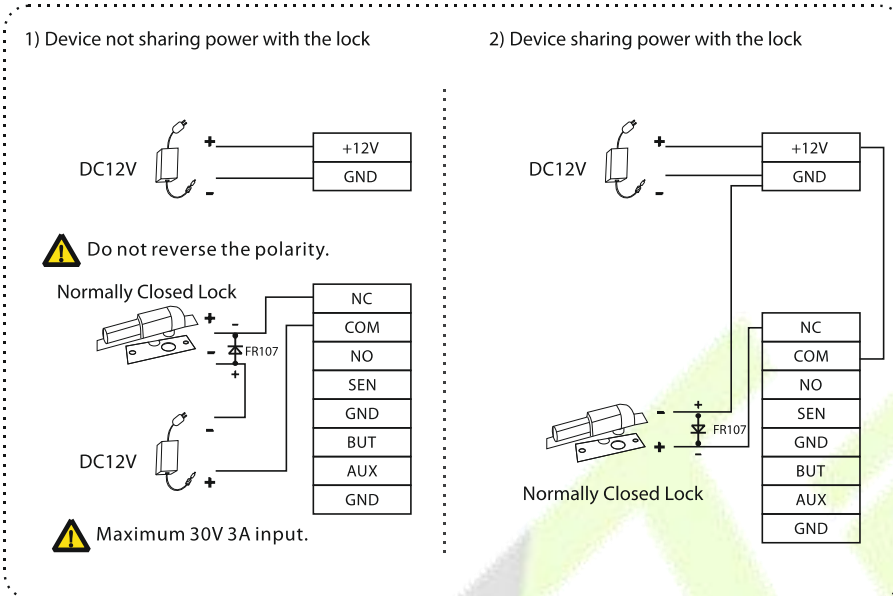 1) Device not sharing power with the lock
DC12V
+
-
+12V
GND
Do not reverse the polarity.
Normally Closed Lock
+
-
-
FR107
+
DC12V
-
+
NC
COM
NO
SEN
GND
BUT
AUX
GND
Maximum 30V 3A input.
2) Device sharing power with the lock
DC12V
+
-
+12V
GND
NC
COM
NO
SEN
GND
BUT
AUX
GND
-
+
+
FR107
-
Normally Closed Lock